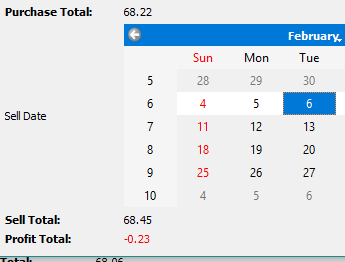 Purchase Total: 68.22
February
Sun Mon Tue
5 28 29 30
6 4 5 6
Sell Date
7 11 12 13
8 18 19 20
9 25 26 27
10 4 5 6
Sell Total: 68.45
Profit Total: -0.23